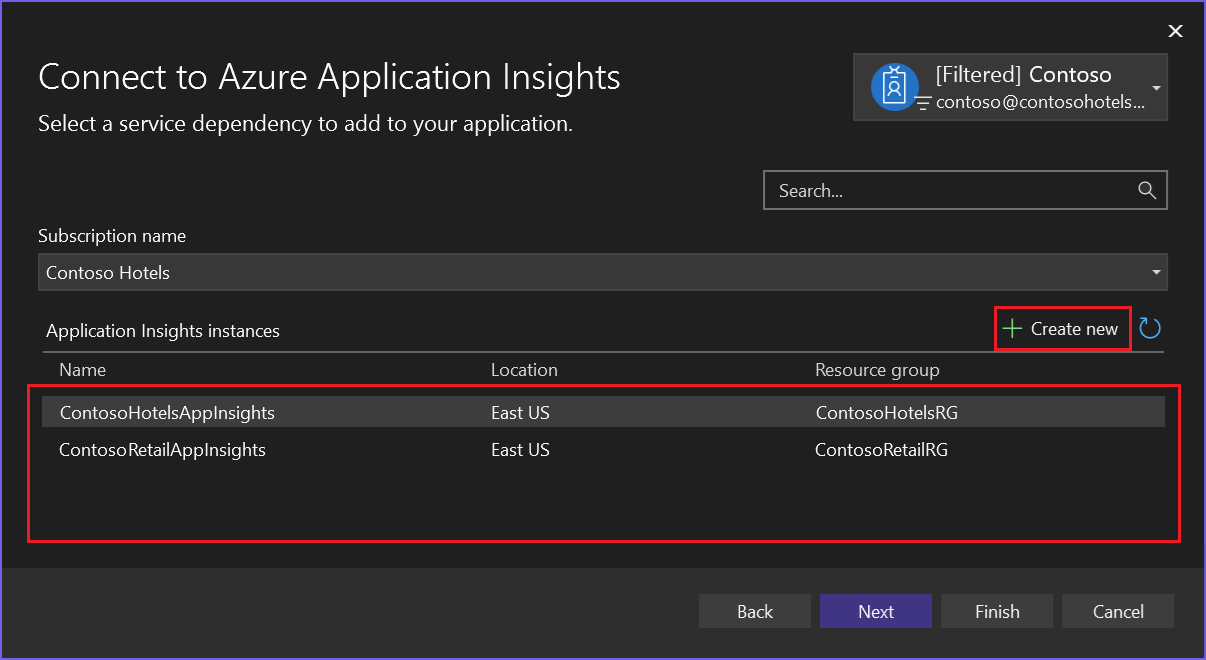 Connect to Azure Application Insights
Select a service dependency to add to your application.
[Filtered] Contoso
contoso@contosohotels...
Search...
Subscription name
Contoso Hotels
Application Insights instances
Create new
Name Location Resource group
ContosoHotelsAppInsights East US ContosoHotelsRG
ContosoRetailAppInsights East US ContosoRetailRG
Back Next Finish Cancel